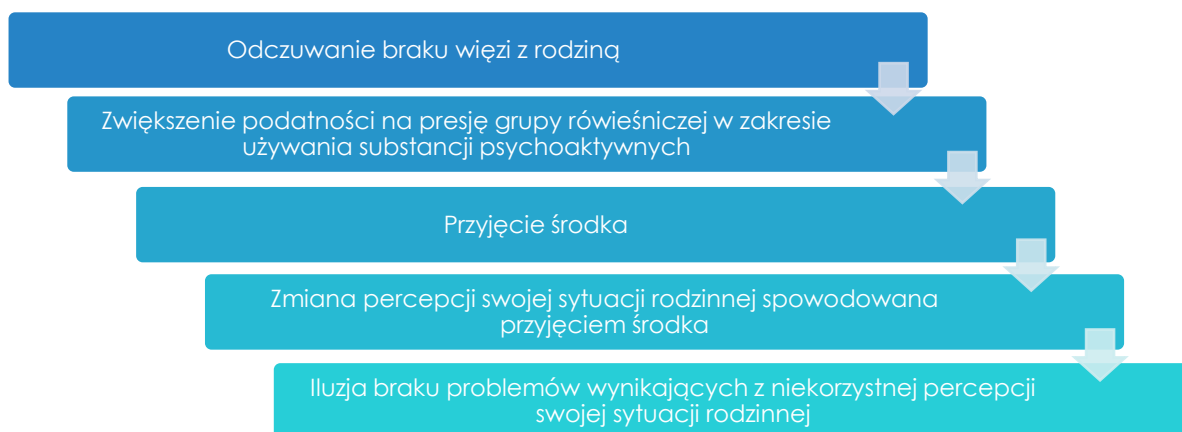 Odczuwanie braku więzi z rodziną
Zwiększenie podatności na presję grupy rówieśniczej w zakresie
używania substancji psychoaktywnych
Przyjęcie środka
Zmiana percepcji swojej sytuacji rodzinnej spowodowana
przyjęciem środka
Iluzja braku problemów wynikających z niekorzystnej percepcji
swojej sytuacji rodzinnej